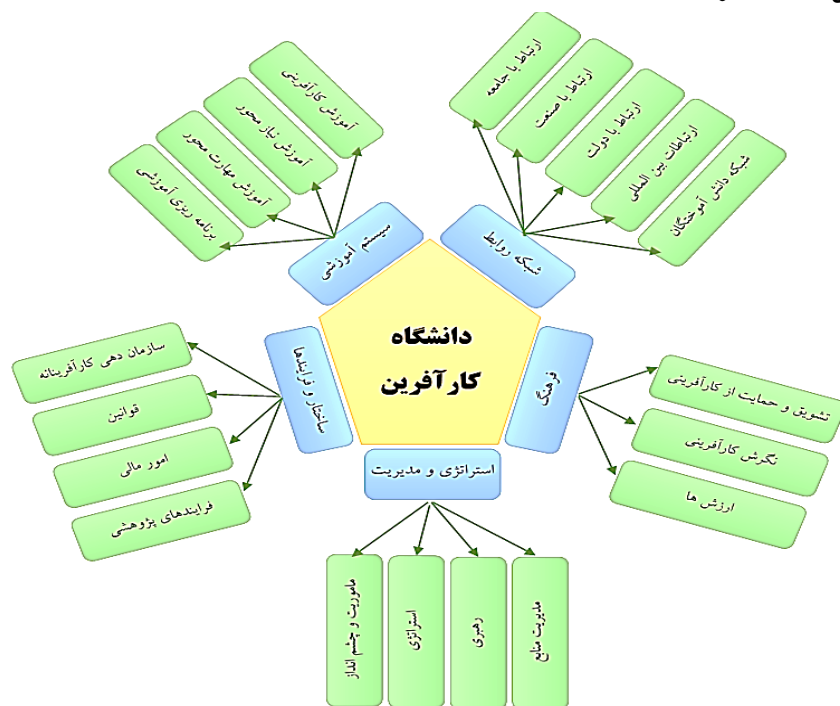 دانشگاه
کارآفرین
شبکه روابط
ارتباط با جامعه
ارتباط با صنعت
ارتباط با دولت
ارتباطات بین المللی
شبکه دانش آموختگان
فرهنگ
تشویق و حمایت از کارآفرینی
نگرش کارآفرینی
ارزش ها
استراتژی و مدیریت
مدیریت منابع
رهبری
استراتژی
ماموریت و چشم انداز
ساختار و فرایندها
سازمان دهی کارآفرینانه
قوانین
امور مالی
فرایندهای پژوهشی
سیستم آموزشی
آموزش کارآفرینی
آموزش نیاز محور
آموزش مهارت محور
برنامه ریزی آموزشی